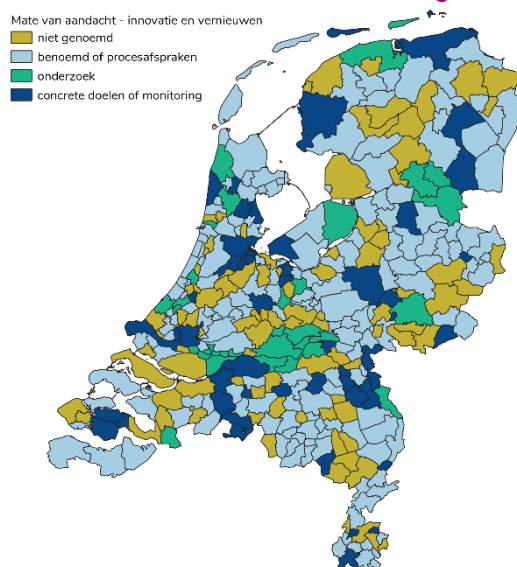 Mate van aandacht - innovatie en vernieuwen
niet genoemd
benoemd of procesafspraken
onderzoek
concrete doelen of monitoring